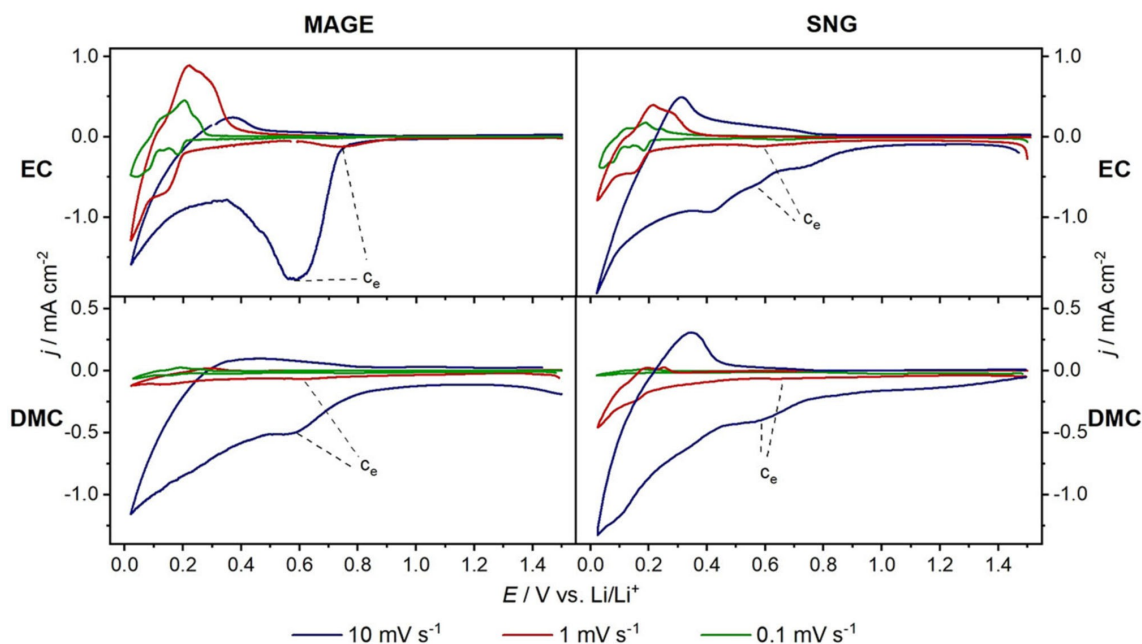 MAGE SNG
1.0 1.0
0.0 0.0
EC EC
-1.0 -1.0
cₑ cₑ
j / mA cm⁻² j / mA cm⁻²
0.5 0.5
0.0 0.0
DMC DMC
-0.5 -0.5
cₑ cₑ
-1.0 -1.0
0.0 0.2 0.4 0.6 0.8 1.0 1.2 1.4 0.0 0.2 0.4 0.6 0.8 1.0 1.2 1.4
E / V vs. Li/Li⁺
10 mV s⁻¹ 1 mV s⁻¹ 0.1 mV s⁻¹